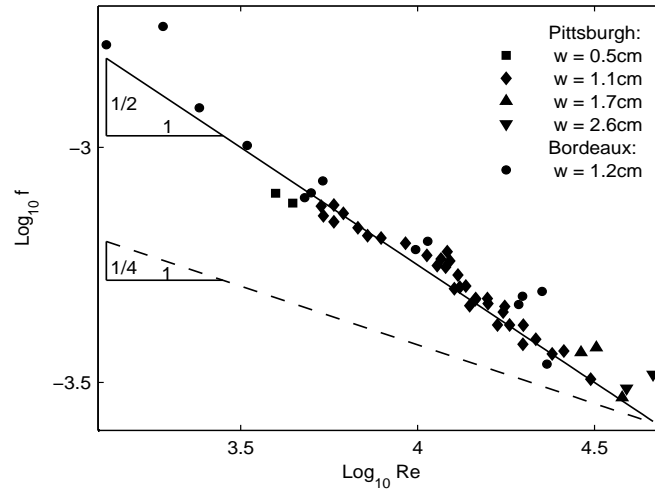 Pittsburgh:
w = 0.5cm
w = 1.1cm
w = 1.7cm
w = 2.6cm
Bordeaux:
w = 1.2cm
1/2
1
1/4
1
-3
-3.5
Log10 f
3.5
4
4.5
Log10 Re